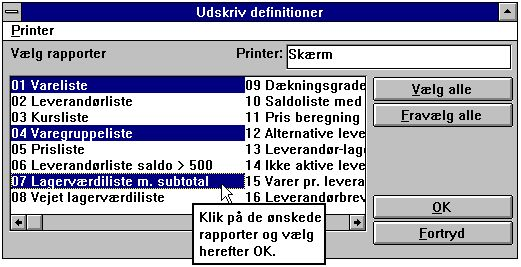 Udskriv definitioner
Printer
Vælg rapporter
Printer: Skærm
01 Vareliste
02 Leverandørliste
03 Kursliste
04 Varegruppeliste
05 Prisliste
06 Leverandørliste saldo > 500
07 Lagerværdiliste m. subtotal
08 Vejet lagerværdiliste
09 Dækningsgrade
10 Saldoliste med
11 Pris beregning
12 Alternative leve
13 Leverandør-lag
14 Ikke aktive leve
15 Varer pr. levera
16 Leverandørbrev
Vælg alle
Fravælg alle
OK
Fortryd
Klik på de ønskede
rapporter og vælg
herefter OK.